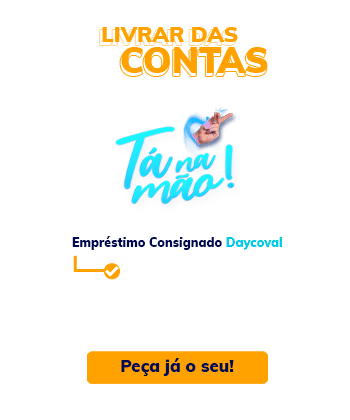 LIVRAR DAS
CONTAS
Tá na
mão!
Empréstimo Consignado Daycoval
Peça já o seu!